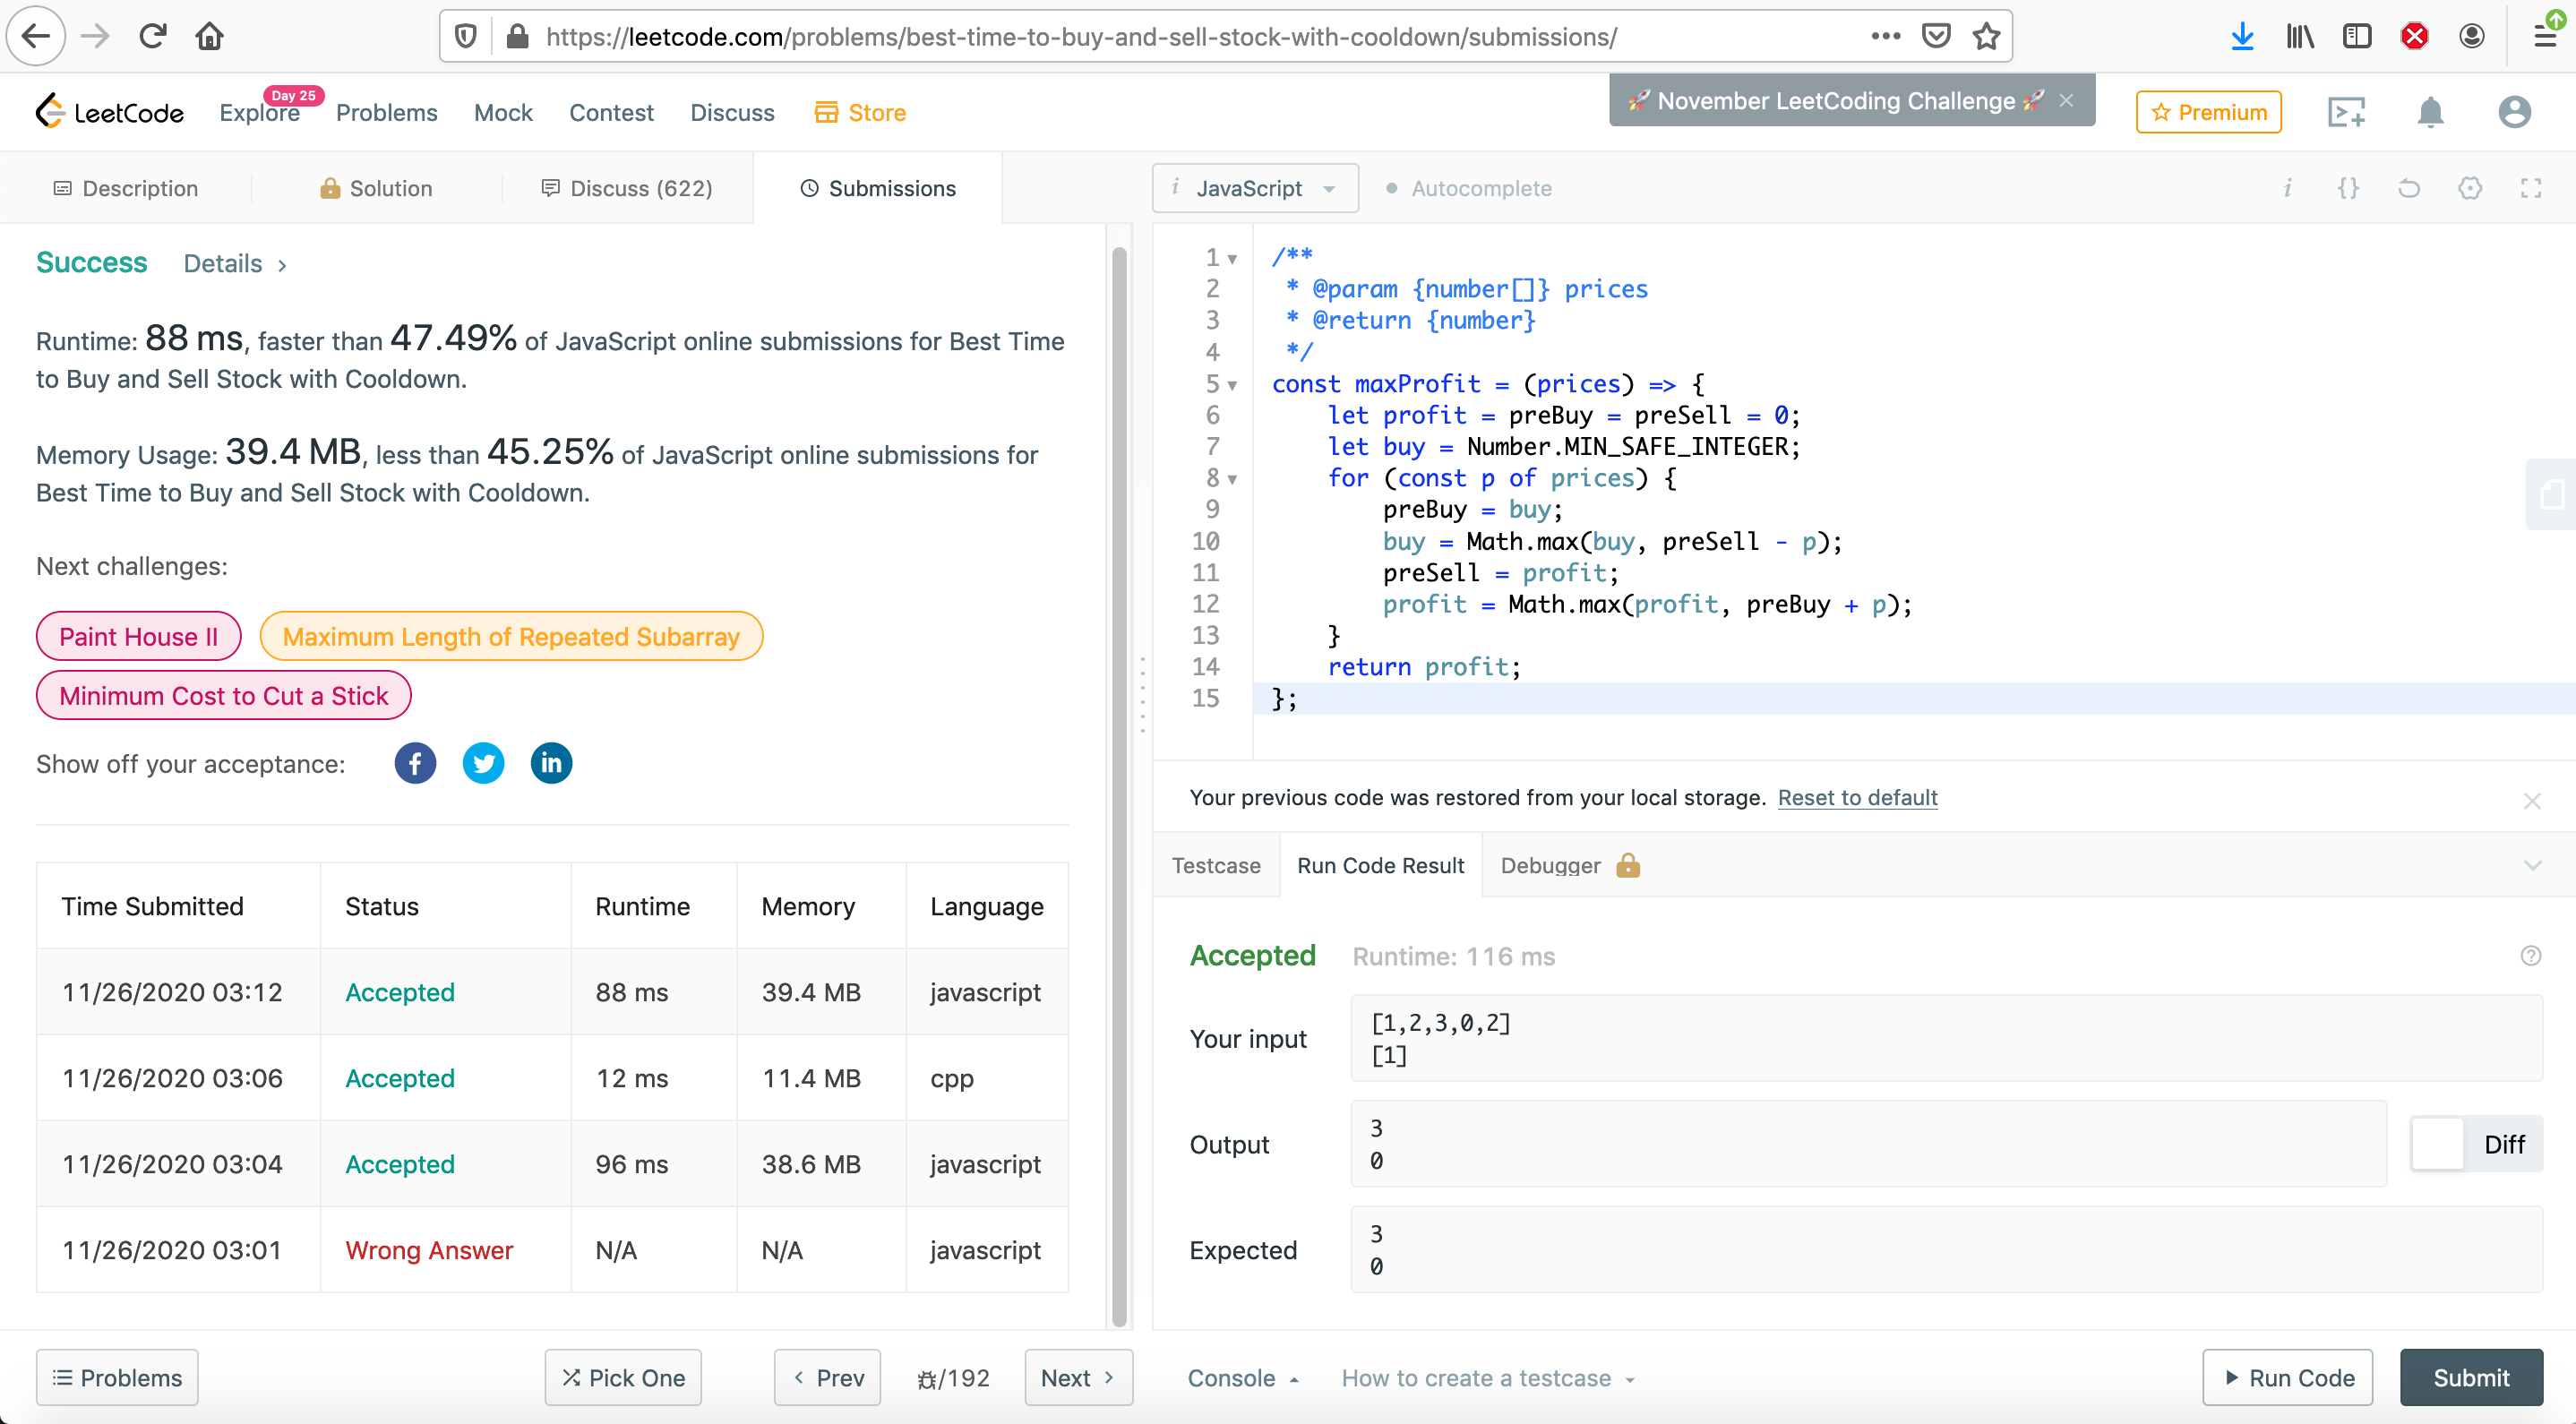 https://leetcode.com/problems/best-time-to-buy-and-sell-stock-with-cooldown/submissions/
LeetCode
Explore
Day 25
Problems
Mock
Contest
Discuss
Store
🚀 November LeetCoding Challenge 🚀
Premium
Description
Solution
Discuss (622)
Submissions
Success Details >
Runtime: 88 ms, faster than 47.49% of JavaScript online submissions for Best Time
to Buy and Sell Stock with Cooldown.
Memory Usage: 39.4 MB, less than 45.25% of JavaScript online submissions for
Best Time to Buy and Sell Stock with Cooldown.
Next challenges:
Paint House II
Maximum Length of Repeated Subarray
Minimum Cost to Cut a Stick
Show off your acceptance:
Time Submitted Status Runtime Memory Language
11/26/2020 03:12 Accepted 88 ms 39.4 MB javascript
11/26/2020 03:06 Accepted 12 ms 11.4 MB cpp
11/26/2020 03:04 Accepted 96 ms 38.6 MB javascript
11/26/2020 03:01 Wrong Answer N/A N/A javascript
Problems
Pick One
< Prev
/192
Next >
i JavaScript
Autocomplete
i {}
1 /**
2  * @param {number[]} prices
3  * @return {number}
4  */
5 const maxProfit = (prices) => {
6     let profit = preBuy = preSell = 0;
7     let buy = Number.MIN_SAFE_INTEGER;
8     for (const p of prices) {
9         preBuy = buy;
10         buy = Math.max(buy, preSell - p);
11         preSell = profit;
12         profit = Math.max(profit, preBuy + p);
13     }
14     return profit;
15 };
Your previous code was restored from your local storage. Reset to default
Testcase
Run Code Result
Debugger
Accepted Runtime: 116 ms
Your input
[1,2,3,0,2]
[1]
Output
3
0
Diff
Expected
3
0
Console
How to create a testcase
Run Code
Submit